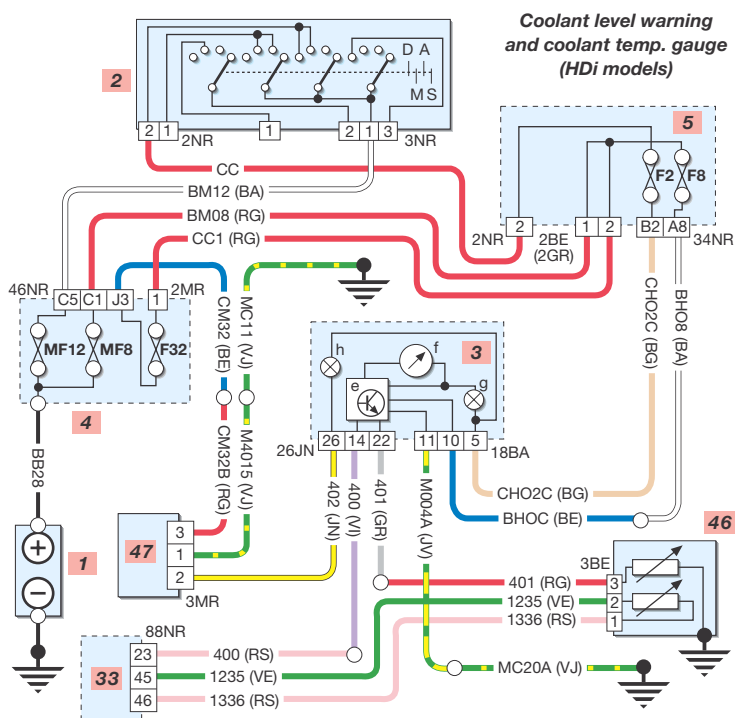 Coolant level warning
and coolant temp. gauge
(HDi models)
2
D A
M S
2 1 2NR
1
2 1 3 3NR
5
F2 F8
2NR 2
2BE 1 2
(2GR)
B2 A8 34NR
CC
BM12 (BA)
BM08 (RG)
CC1 (RG)
46NR C5 C1 J3 1 2MR
MF12 MF8 F32
4
CM32 (BE)
MC11 (VJ)
CM32B (RG)
M4015 (VJ)
CHO2C (BG)
BHO8 (BA)
h f 3
e g
26JN 26 14 22 11 10 5 18BA
BB28
402 (JN)
400 (VI)
401 (GR)
M004A (JV)
CHO2C (BG)
BHOC (BE)
1
+
−
47 3
1
2
3MR
46
3BE
3
2
1
401 (RG)
1235 (VE)
1336 (RS)
88NR
33 23
45
46
400 (RS)
1235 (VE)
1336 (RS)
MC20A (VJ)